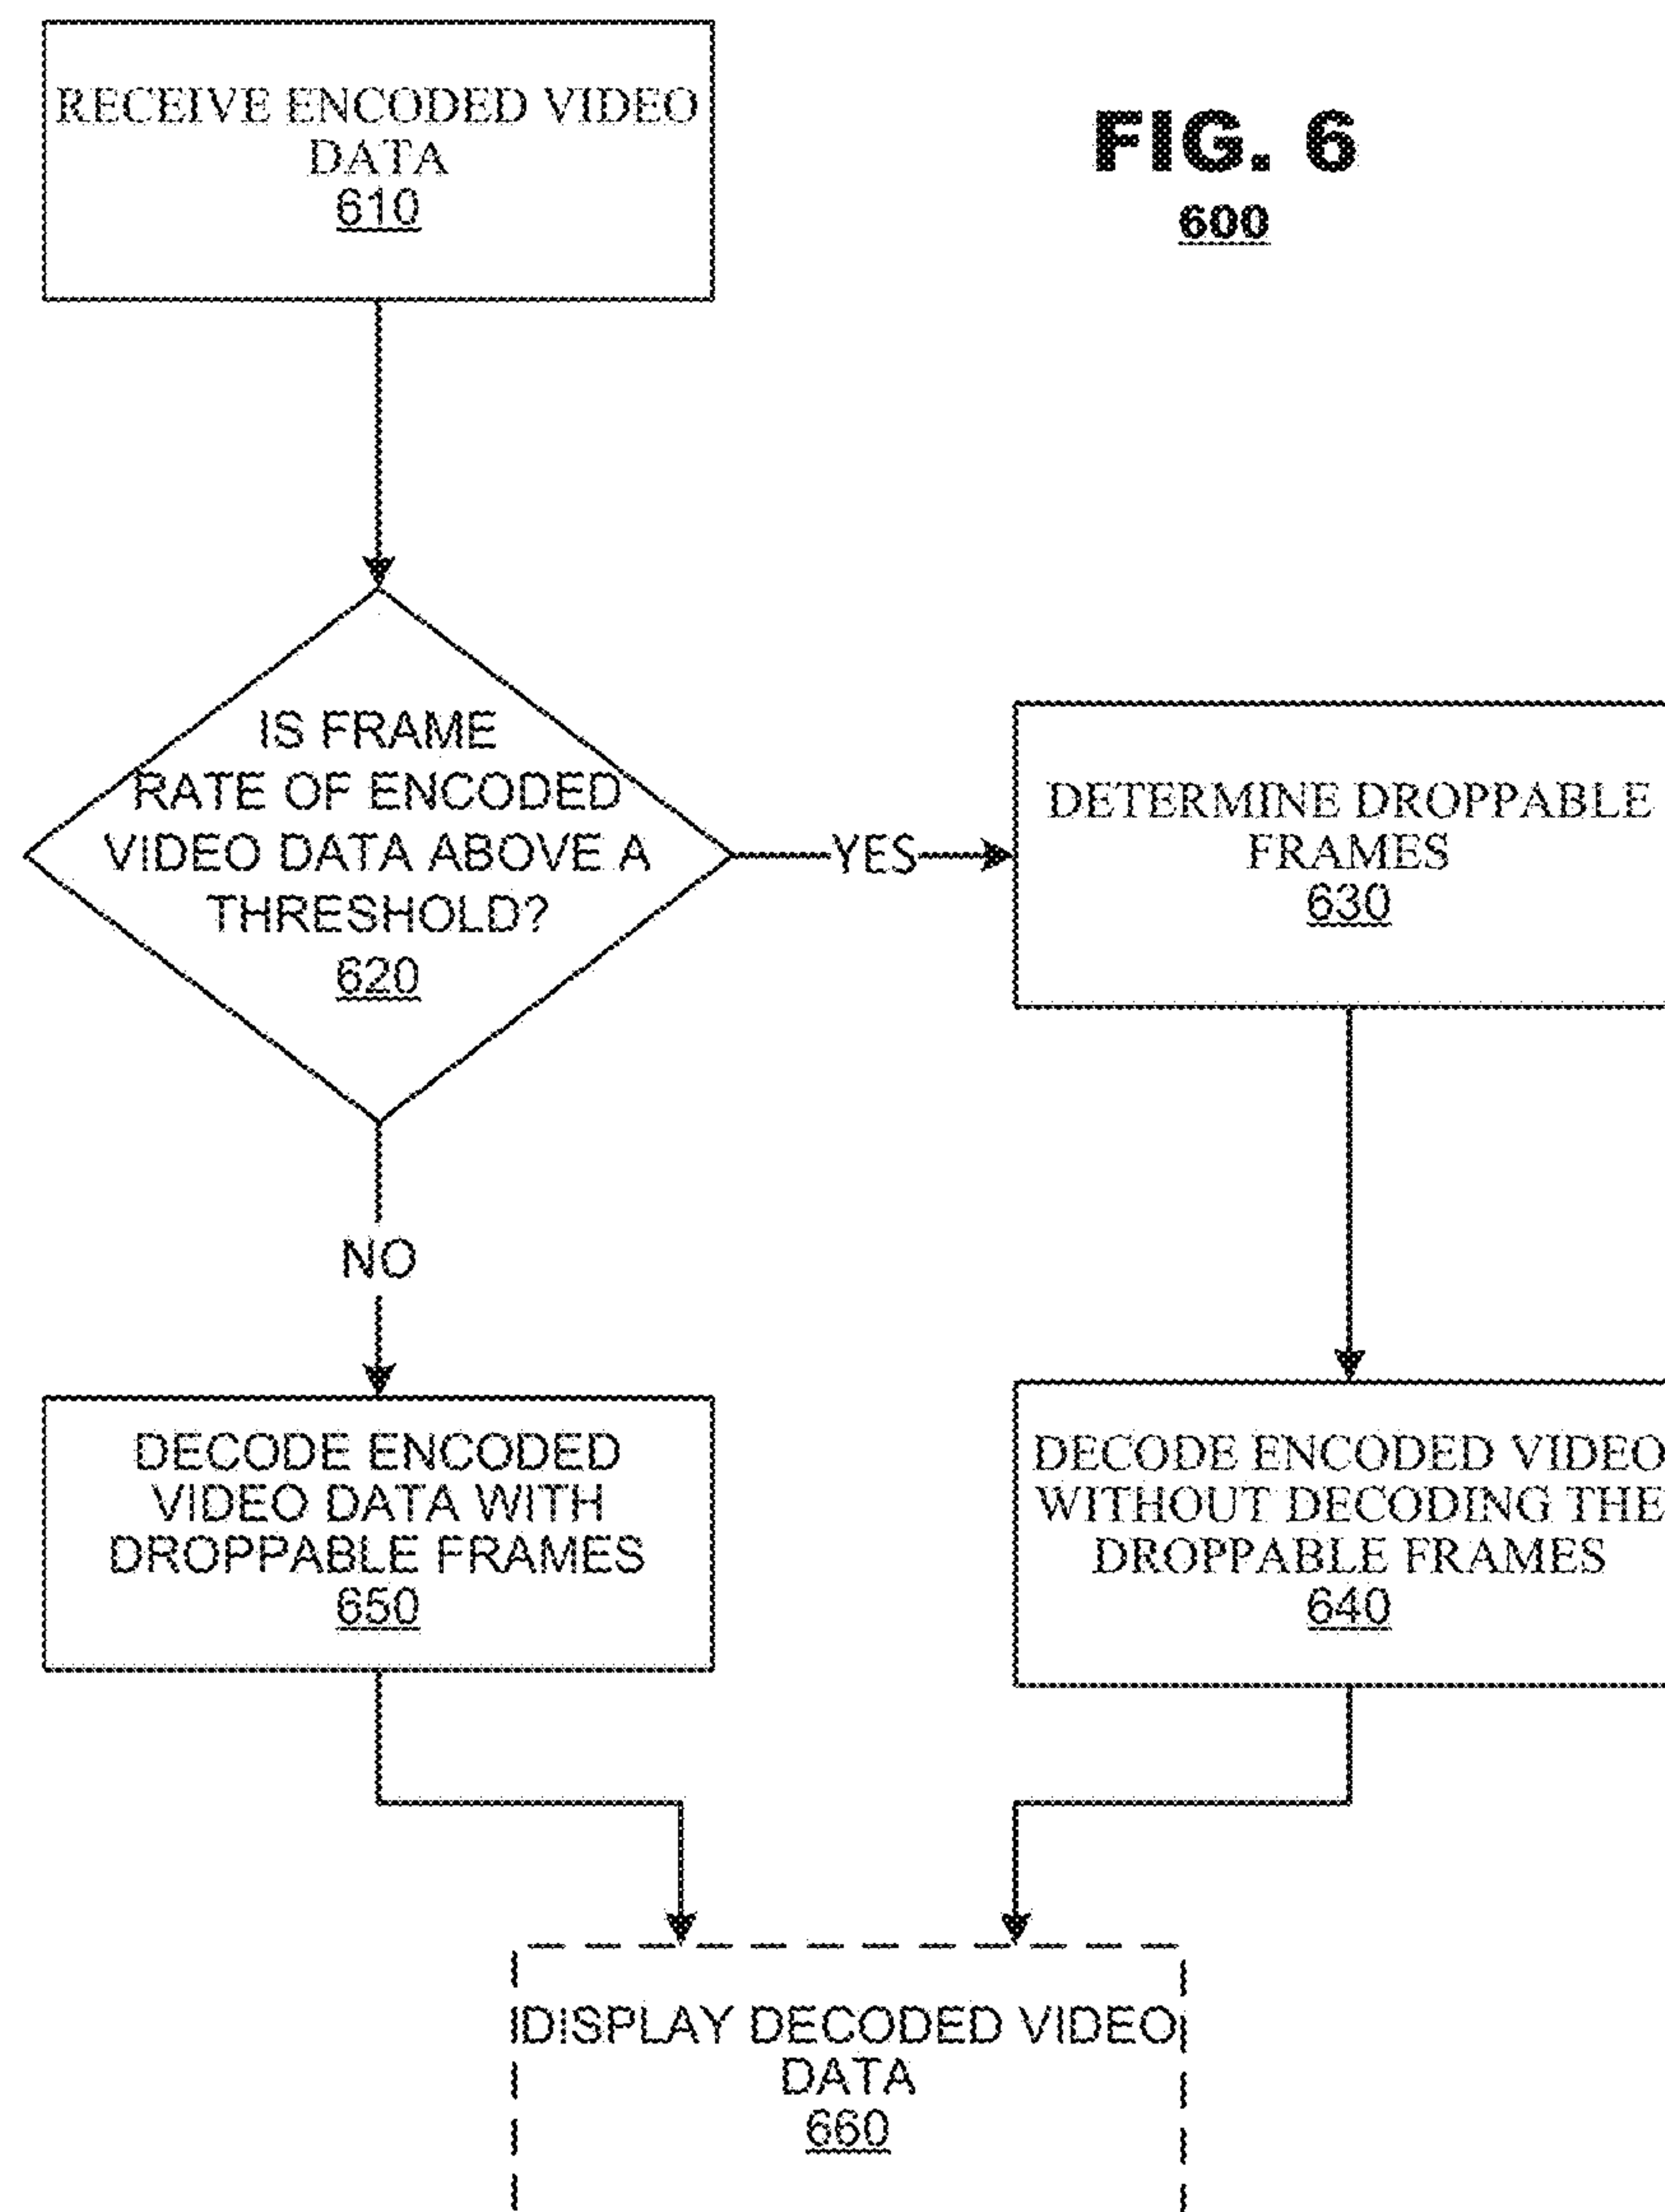 RECEIVE ENCODED VIDEO
DATA
610
FIG. 6
600
IS FRAME
RATE OF ENCODED
VIDEO DATA ABOVE A
THRESHOLD?
620
YES
DETERMINE DROPPABLE
FRAMES
630
NO
DECODE ENCODED
VIDEO DATA WITH
DROPPABLE FRAMES
650
DECODE ENCODED VIDEO
WITHOUT DECODING THE
DROPPABLE FRAMES
640
DISPLAY DECODED VIDEO
DATA
660